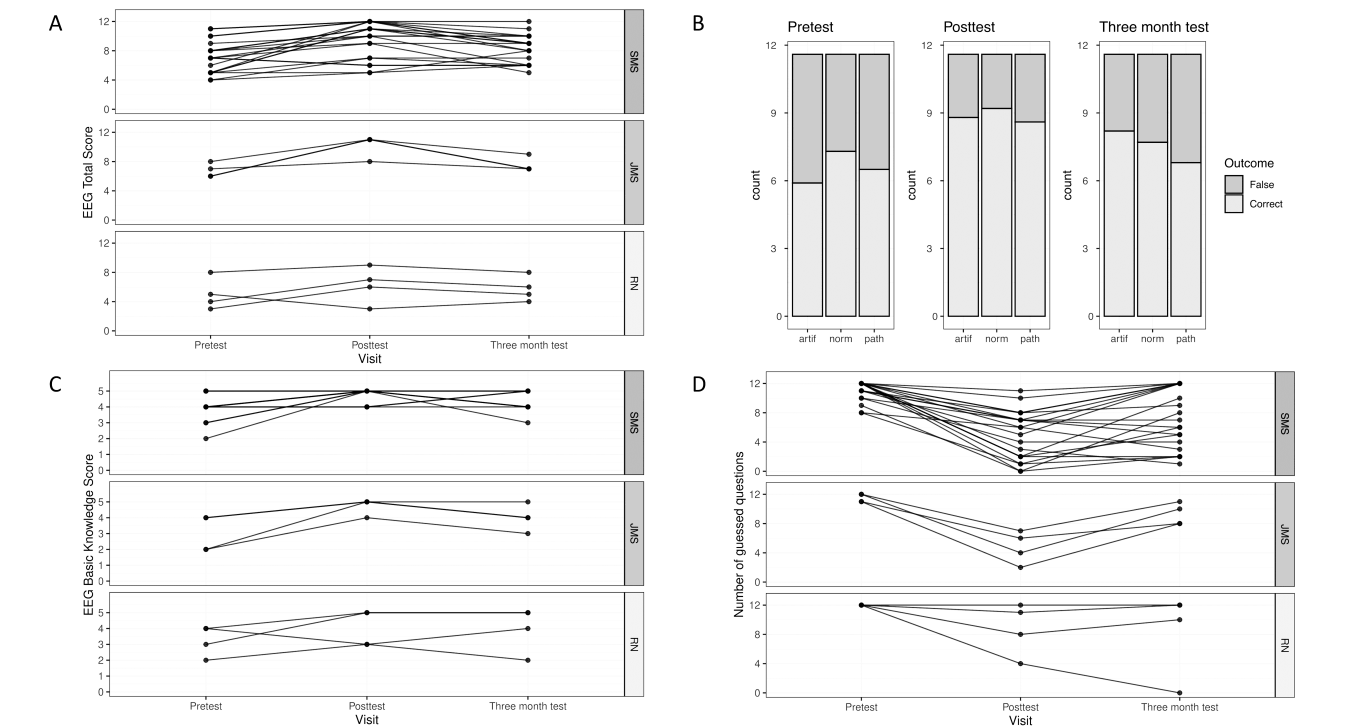 A
EEG Total Score
12
8
4
0
SMS
12
8
4
0
JMS
12
8
4
0
RN
Pretest Posttest Three month test
Visit
B
Pretest
count
12
9
6
3
0
artif norm path
Posttest
count
12
9
6
3
0
artif norm path
Three month test
count
12
9
6
3
0
artif norm path
Outcome
False
Correct
C
EEG Basic Knowledge Score
5
4
3
2
1
0
SMS
5
4
3
2
1
0
JMS
5
4
3
2
1
0
RN
Pretest Posttest Three month test
Visit
D
Number of guessed questions
12
8
4
0
SMS
12
8
4
0
JMS
12
8
4
0
RN
Pretest Posttest Three month test
Visit